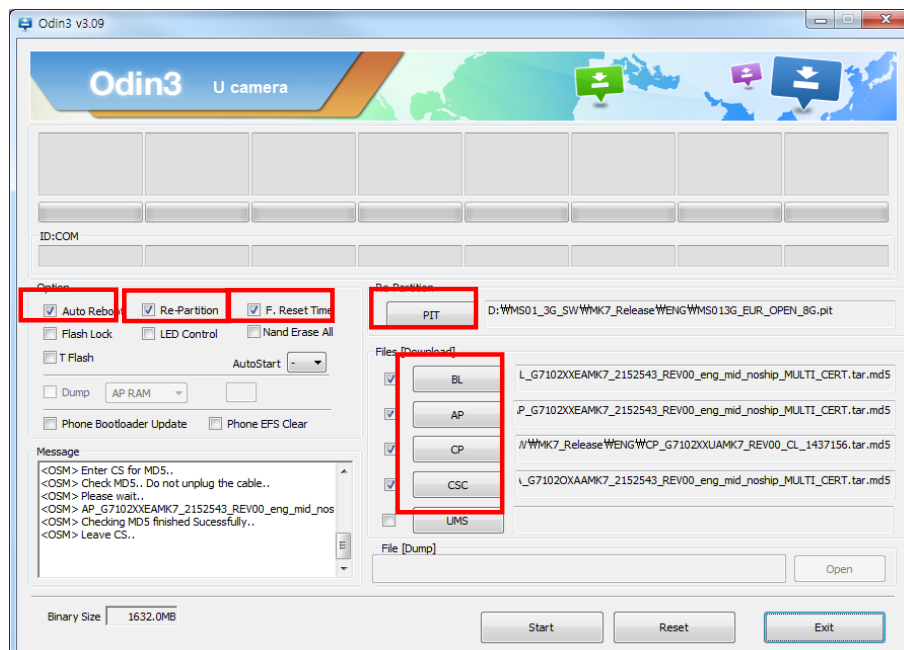 Odin3 v3.09
Odin3 U camera
ID:COM
Option
Auto Reboot
Re-Partition
F. Reset Time
Flash Lock
LED Control
Nand Erase All
T Flash
AutoStart -
Dump AP RAM
Phone Bootloader Update
Phone EFS Clear
Message
<OSM> Enter CS for MD5..
<OSM> Check MD5.. Do not unplug the cable..
<OSM> Please wait..
<OSM> AP_G7102XXEAMK7_2152543_REV00_eng_mid_nos
<OSM> Checking MD5 finished Sucessfully..
<OSM> Leave CS..
Re-Partition
PIT D:₩MS01_3G_SW₩MK7_Release₩ENG₩MS013G_EUR_OPEN_8G.pit
Files [Download]
BL L_G7102XXEAMK7_2152543_REV00_eng_mid_noship_MULTI_CERT.tar.md5
AP P_G7102XXEAMK7_2152543_REV00_eng_mid_noship_MULTI_CERT.tar.md5
CP W₩MK7_Release₩ENG₩CP_G7102XXUAMK7_REV00_CL_1437156.tar.md5
CSC _G7102OXAAMK7_2152543_REV00_eng_mid_noship_MULTI_CERT.tar.md5
UMS
File [Dump]
Open
Binary Size 1632.0MB
Start Reset Exit